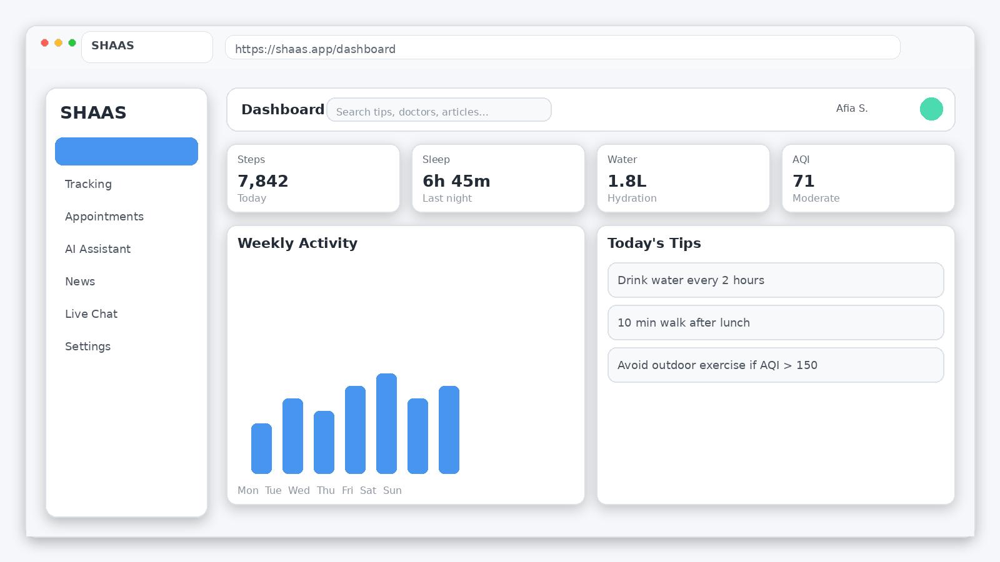 SHAAS
https://shaas.app/dashboard
SHAAS
Tracking
Appointments
AI Assistant
News
Live Chat
Settings
Dashboard
Search tips, doctors, articles...
Afia S.
Steps
7,842
Today
Sleep
6h 45m
Last night
Water
1.8L
Hydration
AQI
71
Moderate
Weekly Activity
Mon Tue Wed Thu Fri Sat Sun
Today's Tips
Drink water every 2 hours
10 min walk after lunch
Avoid outdoor exercise if AQI > 150